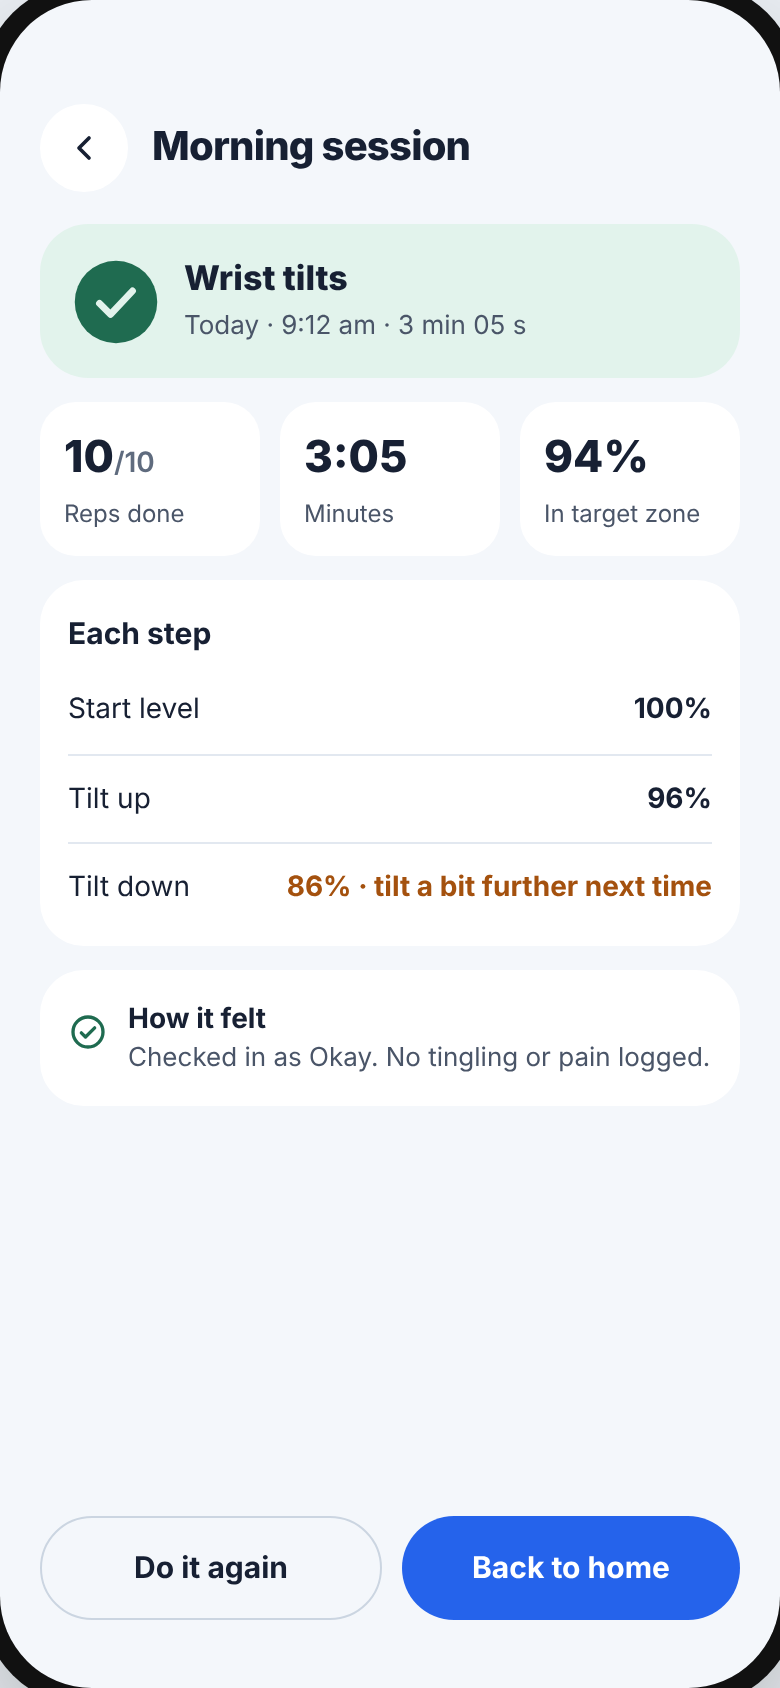 Morning session
Wrist tilts
Today · 9:12 am · 3 min 05 s
10/10
Reps done
3:05
Minutes
94%
In target zone
Each step
Start level 100%
Tilt up 96%
Tilt down 86% · tilt a bit further next time
How it felt
Checked in as Okay. No tingling or pain logged.
Do it again
Back to home